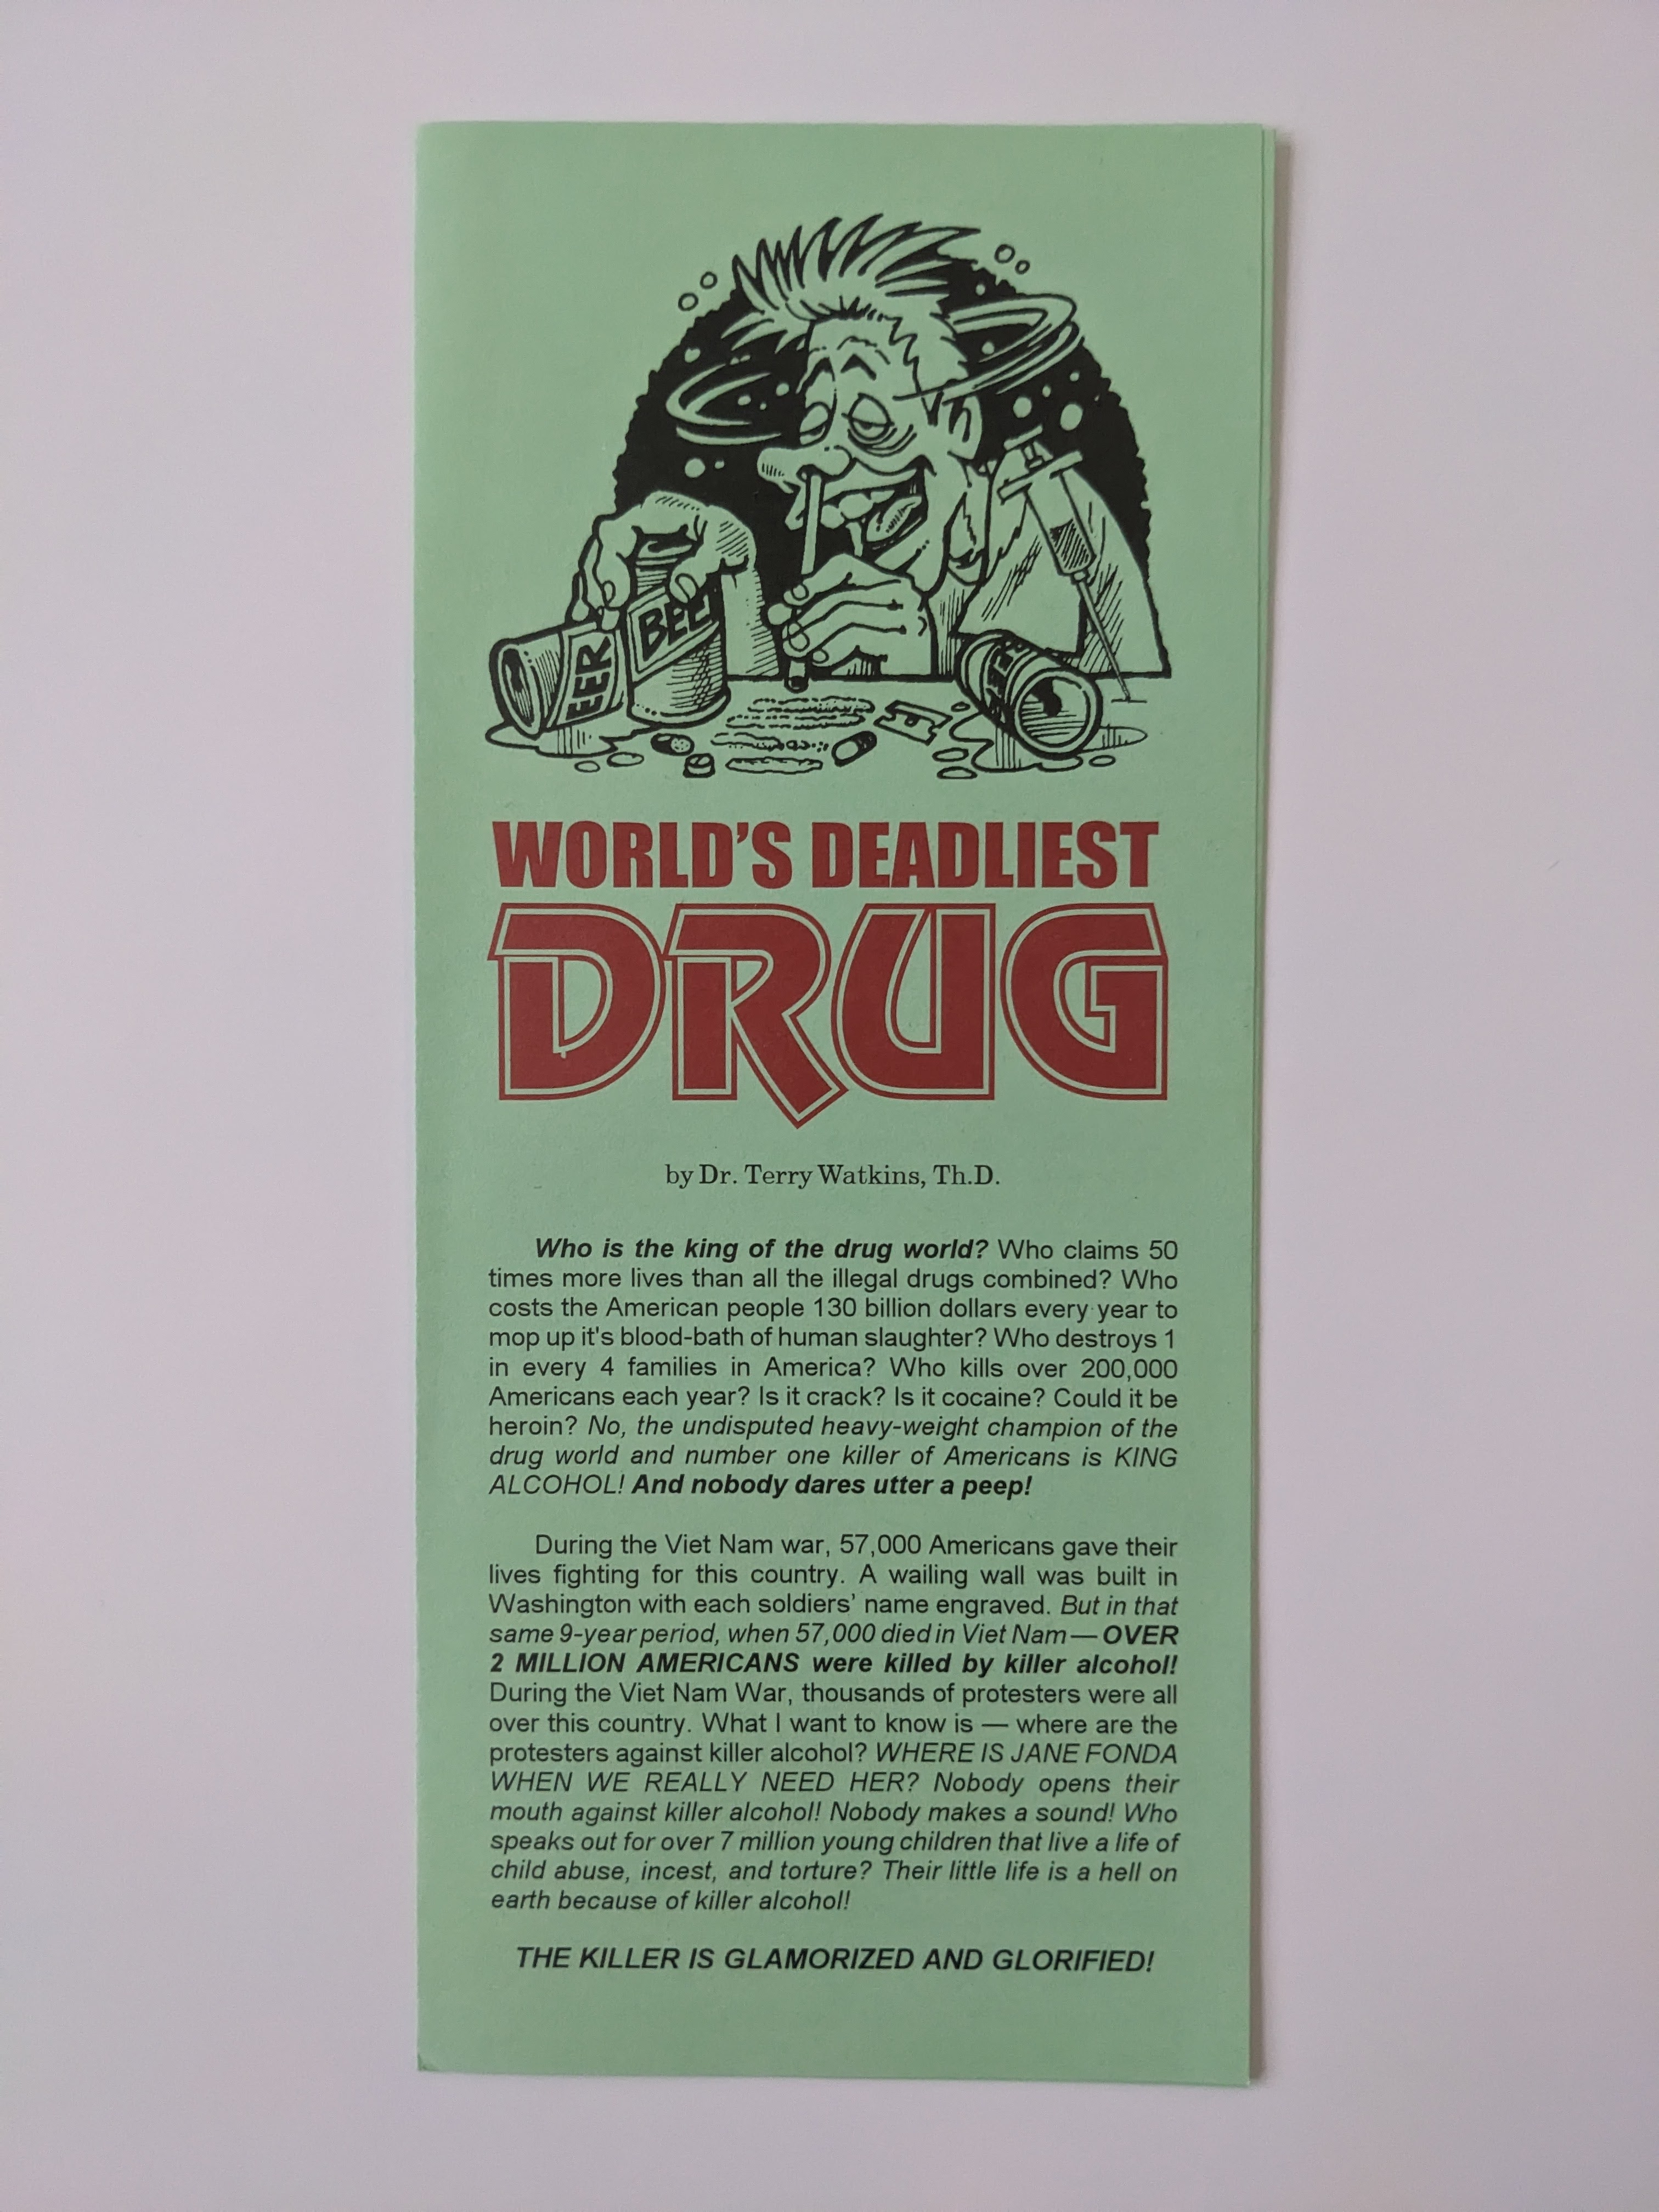 EER
BEE
WORLD'S DEADLIEST
DRUG
by Dr. Terry Watkins, Th.D.
Who is the king of the drug world? Who claims 50
times more lives than all the illegal drugs combined? Who
costs the American people 130 billion dollars every year to
mop up it's blood-bath of human slaughter? Who destroys 1
in every 4 families in America? Who kills over 200,000
Americans each year? Is it crack? Is it cocaine? Could it be
heroin? No, the undisputed heavy-weight champion of the
drug world and number one killer of Americans is KING
ALCOHOL! And nobody dares utter a peep!
During the Viet Nam war, 57,000 Americans gave their
lives fighting for this country. A wailing wall was built in
Washington with each soldiers' name engraved. But in that
same 9-year period, when 57,000 died in Viet Nam — OVER
2 MILLION AMERICANS were killed by killer alcohol!
During the Viet Nam War, thousands of protesters were all
over this country. What I want to know is — where are the
protesters against killer alcohol? WHERE IS JANE FONDA
WHEN WE REALLY NEED HER? Nobody opens their
mouth against killer alcohol! Nobody makes a sound! Who
speaks out for over 7 million young children that live a life of
child abuse, incest, and torture? Their little life is a hell on
earth because of killer alcohol!
THE KILLER IS GLAMORIZED AND GLORIFIED!